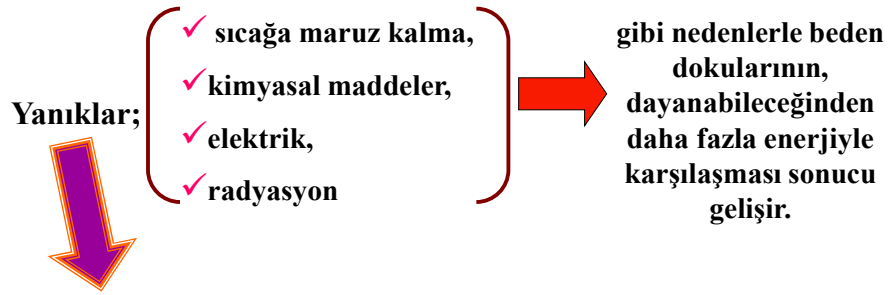 Yanıklar;
sıcağa maruz kalma,
kimyasal maddeler,
elektrik,
radyasyon
gibi nedenlerle beden
dokularının,
dayanabileceğinden
daha fazla enerjiyle
karşılaşması sonucu
gelişir.